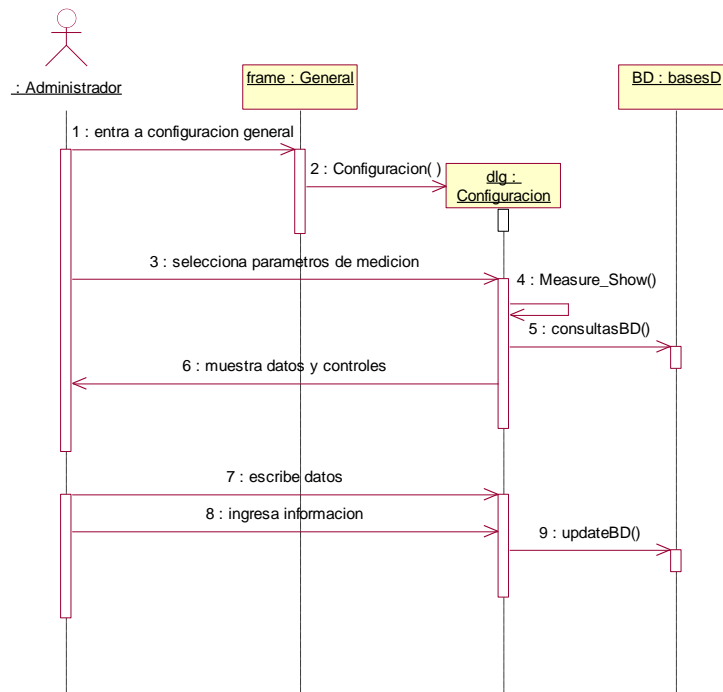 : Administrador
frame : General
BD : basesD
1 : entra a configuracion general
2 : Configuracion( )
dlg :
Configuracion
3 : selecciona parametros de medicion
4 : Measure_Show()
5 : consultasBD()
6 : muestra datos y controles
7 : escribe datos
8 : ingresa informacion
9 : updateBD()